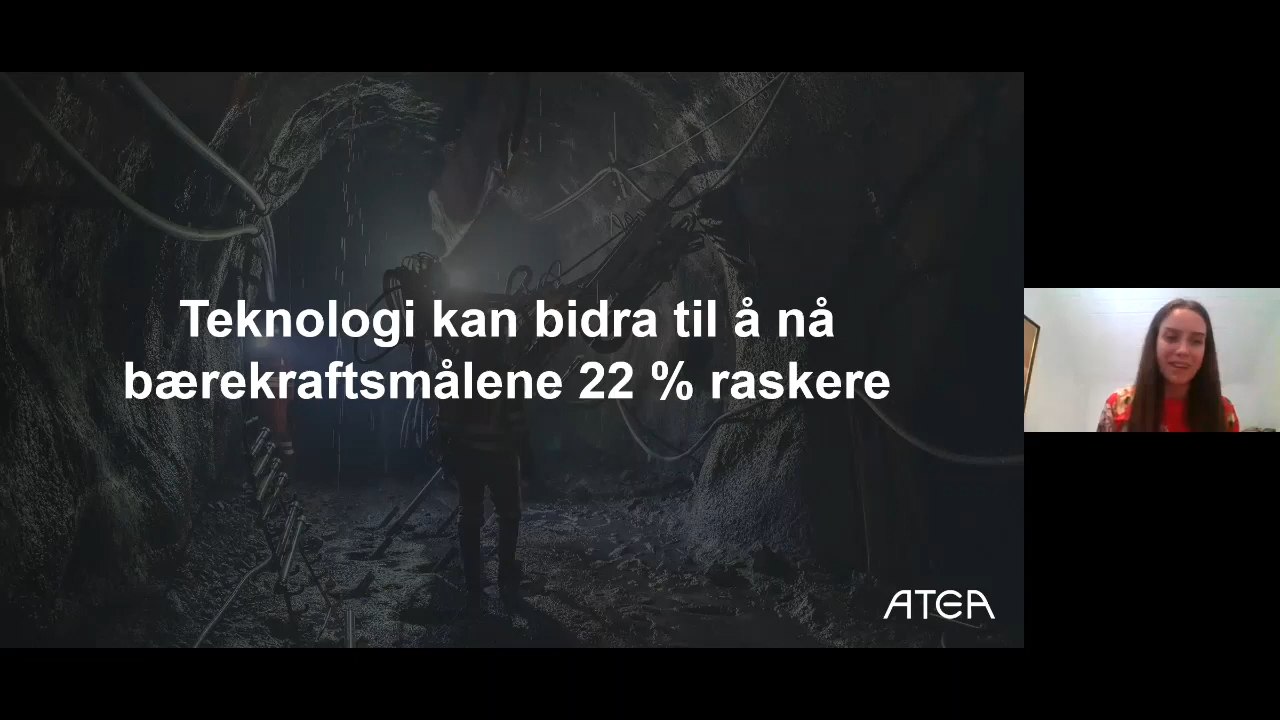 Teknologi kan bidra til å nå
bærekraftsmålene 22 % raskere
ATEA